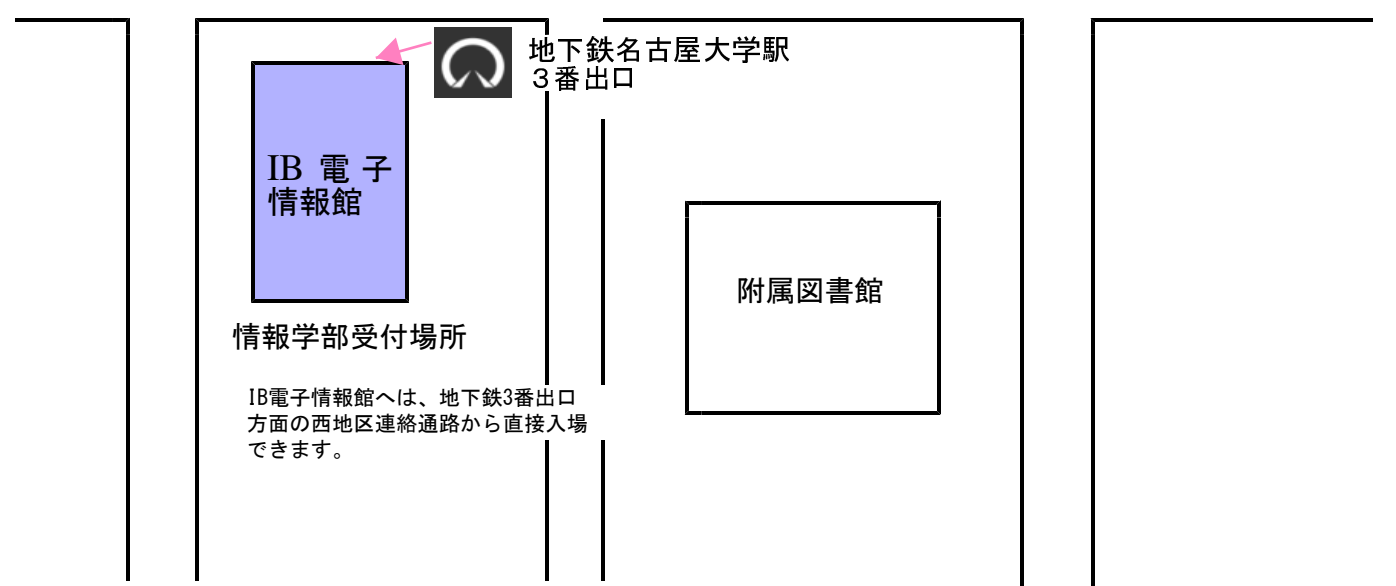 地下鉄名古屋大学駅
３番出口
IB 電子
情報館
附属図書館
情報学部受付場所
IB電子情報館へは、地下鉄3番出口
方面の西地区連絡通路から直接入場
できます。